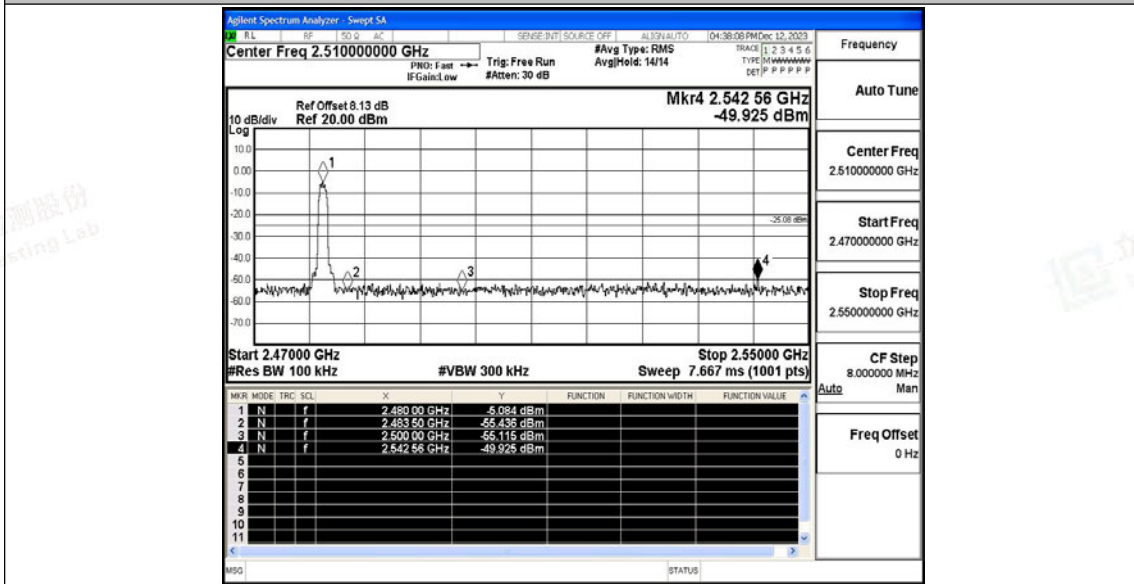 Agilent Spectrum Analyzer - Swept SA
RL RF 50 Ω AC SENSE:INT SOURCE OFF ALIGN AUTO 04:38:08 PM Dec 12, 2023
Center Freq 2.510000000 GHz
PNO: Fast
IFGain:Low
Trig: Free Run
#Atten: 30 dB
#Avg Type: RMS
Avg|Hold: 14/14
TRACE 1 2 3 4 5 6
TYPE M
DET P P P P P P
Frequency
Auto Tune
Center Freq
2.510000000 GHz
Start Freq
2.470000000 GHz
Stop Freq
2.550000000 GHz
CF Step
8.000000 MHz
Auto Man
Freq Offset
0 Hz
Mkr4 2.542 56 GHz
-49.925 dBm
Ref Offset 8.13 dB
10 dB/div Ref 20.00 dBm
Log
10.0
0.00
-10.0
-20.0
-30.0
-40.0
-50.0
-60.0
-70.0
1
2
3
4
-25.08 dBm
Start 2.47000 GHz Stop 2.55000 GHz
#Res BW 100 kHz #VBW 300 kHz Sweep 7.667 ms (1001 pts)
MKR MODE TRC SCL X Y FUNCTION FUNCTION WIDTH FUNCTION VALUE
1 N f 2.480 00 GHz -5.084 dBm
2 N f 2.483 50 GHz -55.436 dBm
3 N f 2.500 00 GHz -55.115 dBm
4 N f 2.542 56 GHz -49.925 dBm
5
6
7
8
9
10
11
MSG STATUS
测股份
sting Lab
立